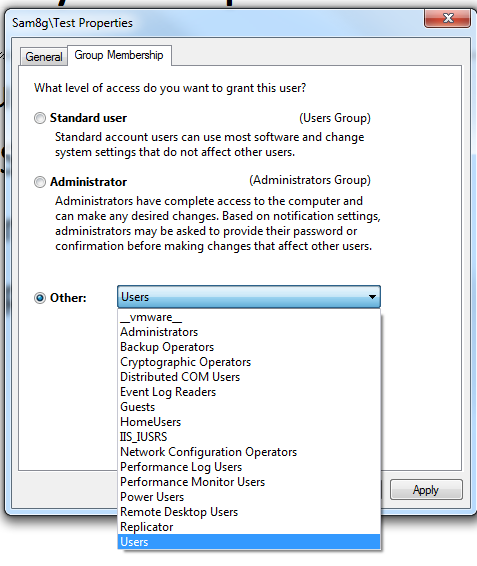 Sam8g\Test Properties
General
Group Membership
What level of access do you want to grant this user?
Standard user (Users Group)
Standard account users can use most software and change
system settings that do not affect other users.
Administrator (Administrators Group)
Administrators have complete access to the computer and
can make any desired changes. Based on notification settings,
administrators may be asked to provide their password or
confirmation before making changes that affect other users.
Other: Users
__vmware__
Administrators
Backup Operators
Cryptographic Operators
Distributed COM Users
Event Log Readers
Guests
HomeUsers
IIS_IUSRS
Network Configuration Operators
Performance Log Users
Performance Monitor Users
Apply
Power Users
Remote Desktop Users
Replicator
Users